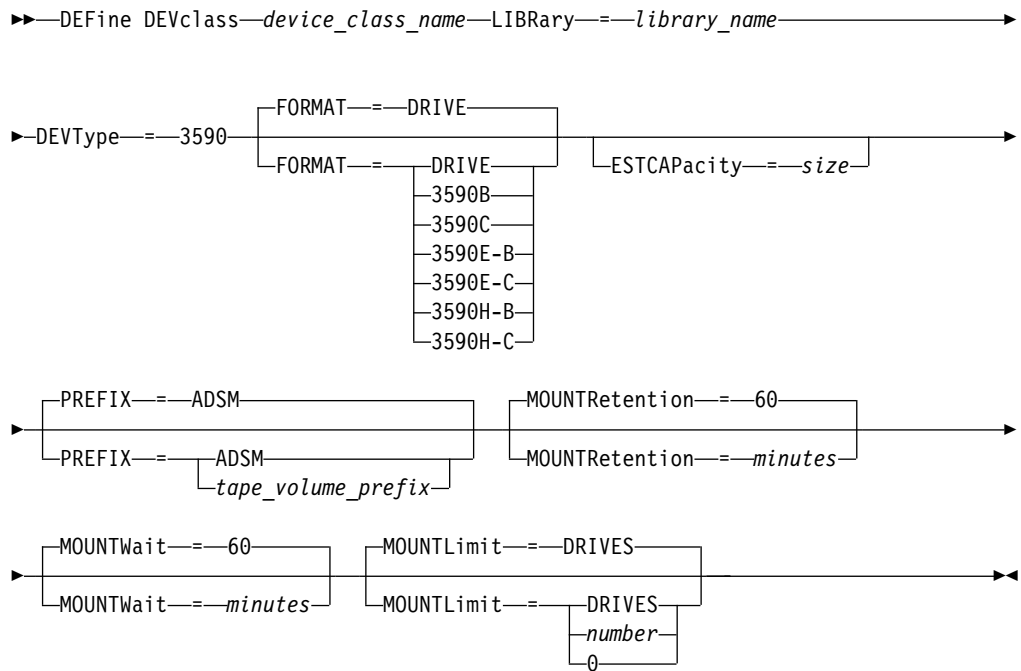 DEFine DEVclass device_class_name LIBRary = library_name
FORMAT = DRIVE
DEVType = 3590
FORMAT = DRIVE
3590B
3590C
3590E-B
3590E-C
3590H-B
3590H-C
ESTCAPacity = size
PREFIX = ADSM
PREFIX = ADSM
tape_volume_prefix
MOUNTRetention = 60
MOUNTRetention = minutes
MOUNTWait = 60
MOUNTWait = minutes
MOUNTLimit = DRIVES
MOUNTLimit = DRIVES
number
0